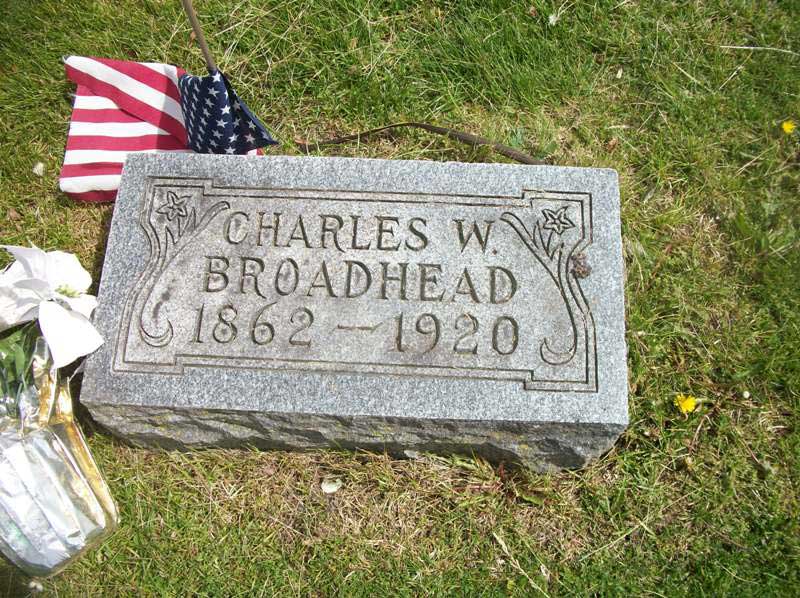 CHARLES W.
BROADHEAD
1862 — 1920